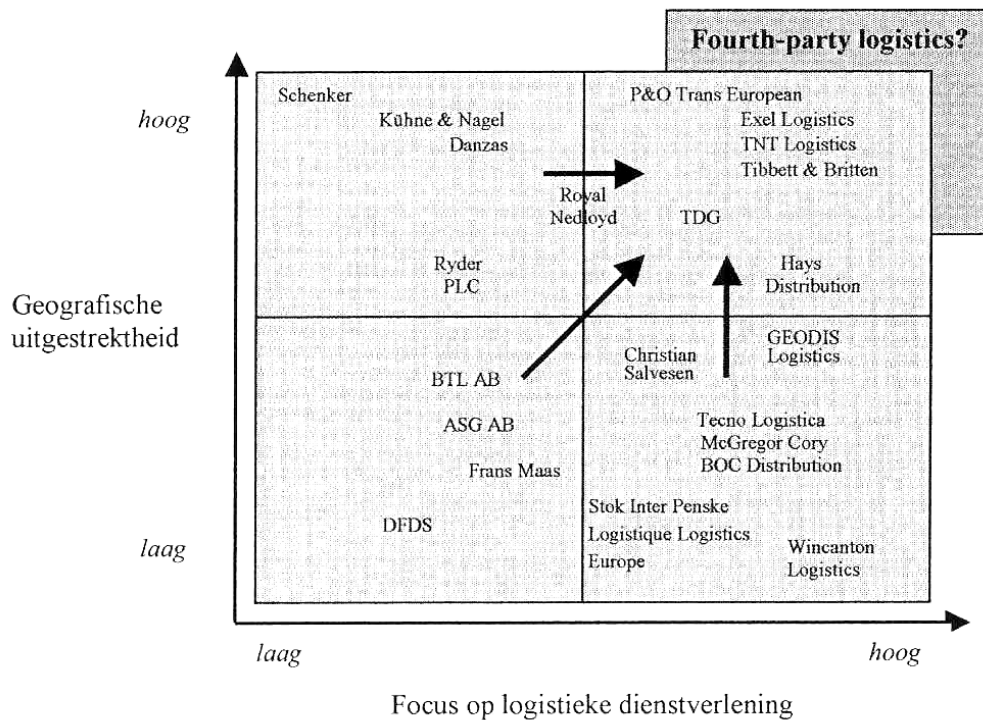 Fourth-party logistics?
hoog
Schenker
Kühne & Nagel
Danzas
P&O Trans European
Exel Logistics
TNT Logistics
Tibbett & Britten
Royal
Nedloyd
TDG
Ryder
PLC
Hays
Distribution
Geografische
uitgestrektheid
BTL AB
ASG AB
Frans Maas
DFDS
Christian
Salvesen
GEODIS
Logistics
Tecno Logistica
McGregor Cory
BOC Distribution
Stok Inter Penske
Logistique Logistics
Europe
Wincanton
Logistics
laag
laag
hoog
Focus op logistieke dienstverlening